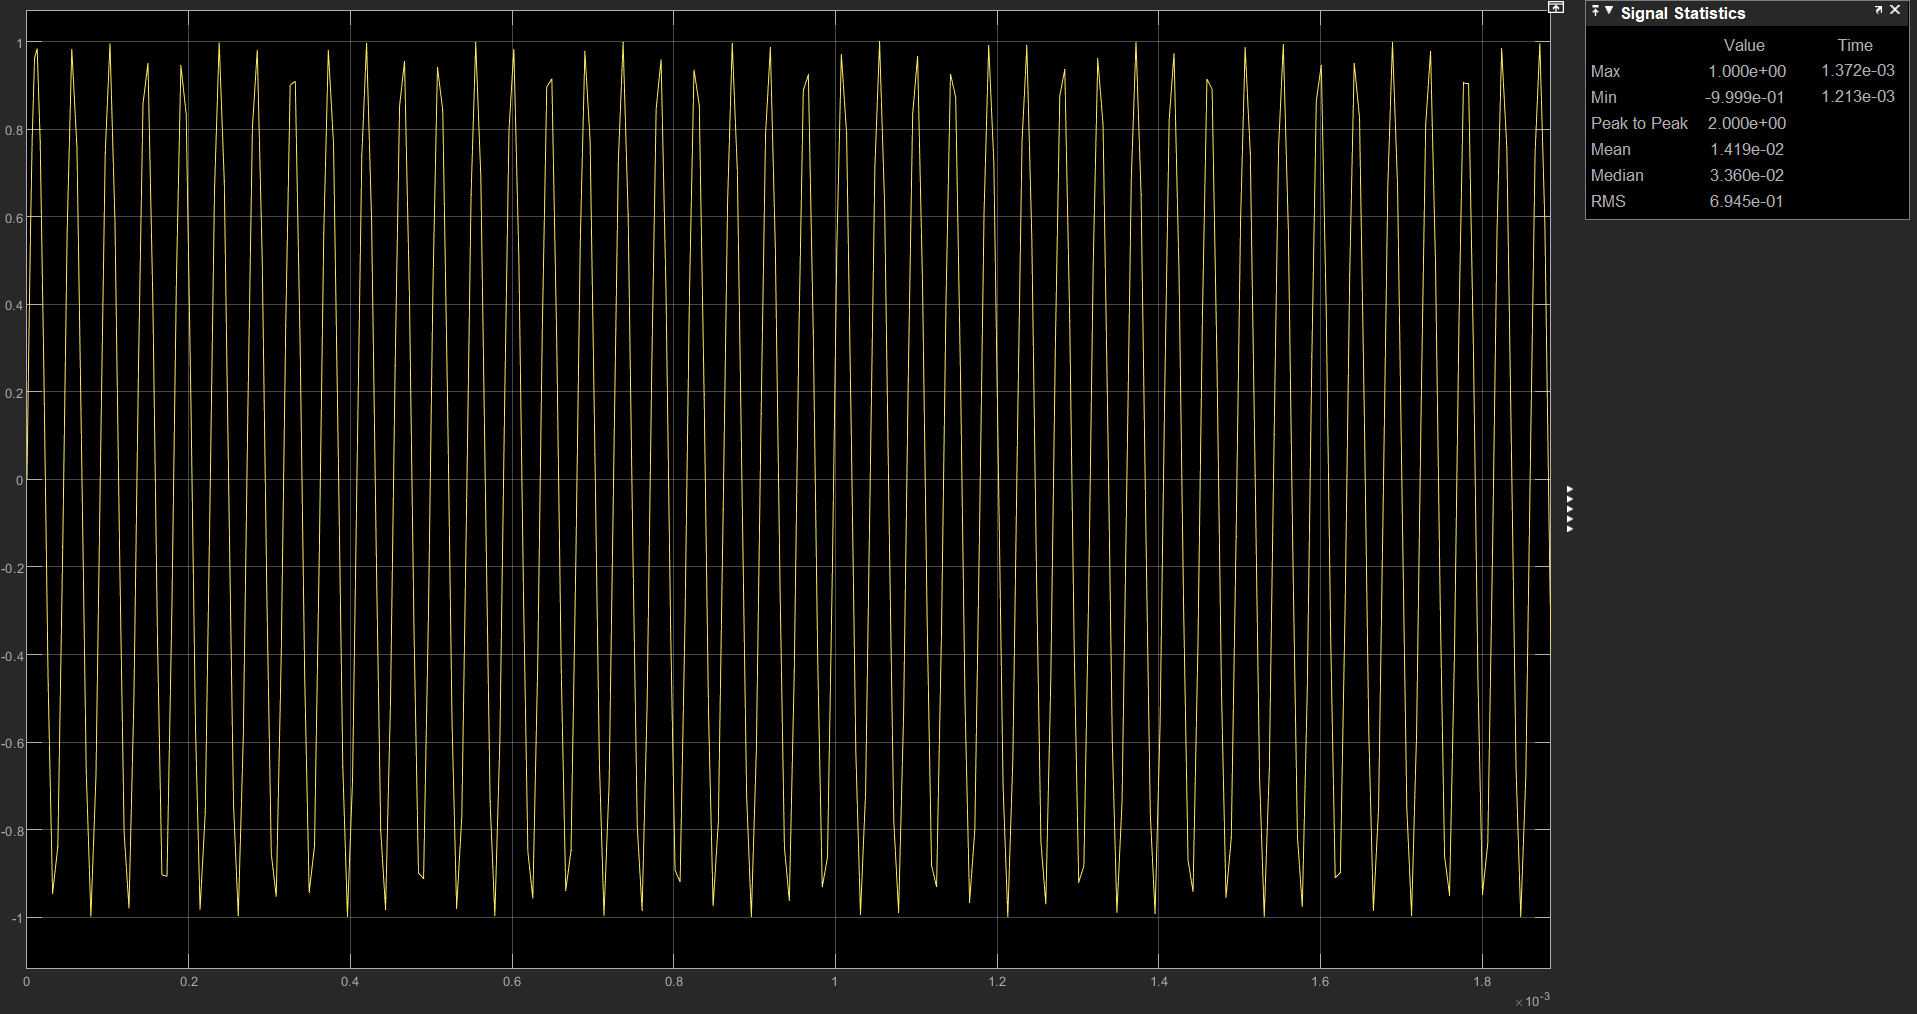 Signal Statistics
Value Time
Max 1.000e+00 1.372e-03
Min -9.999e-01 1.213e-03
Peak to Peak 2.000e+00
Mean 1.419e-02
Median 3.360e-02
RMS 6.945e-01
1
0.8
0.6
0.4
0.2
0
-0.2
-0.4
-0.6
-0.8
-1
0 0.2 0.4 0.6 0.8 1 1.2 1.4 1.6 1.8
×10-3